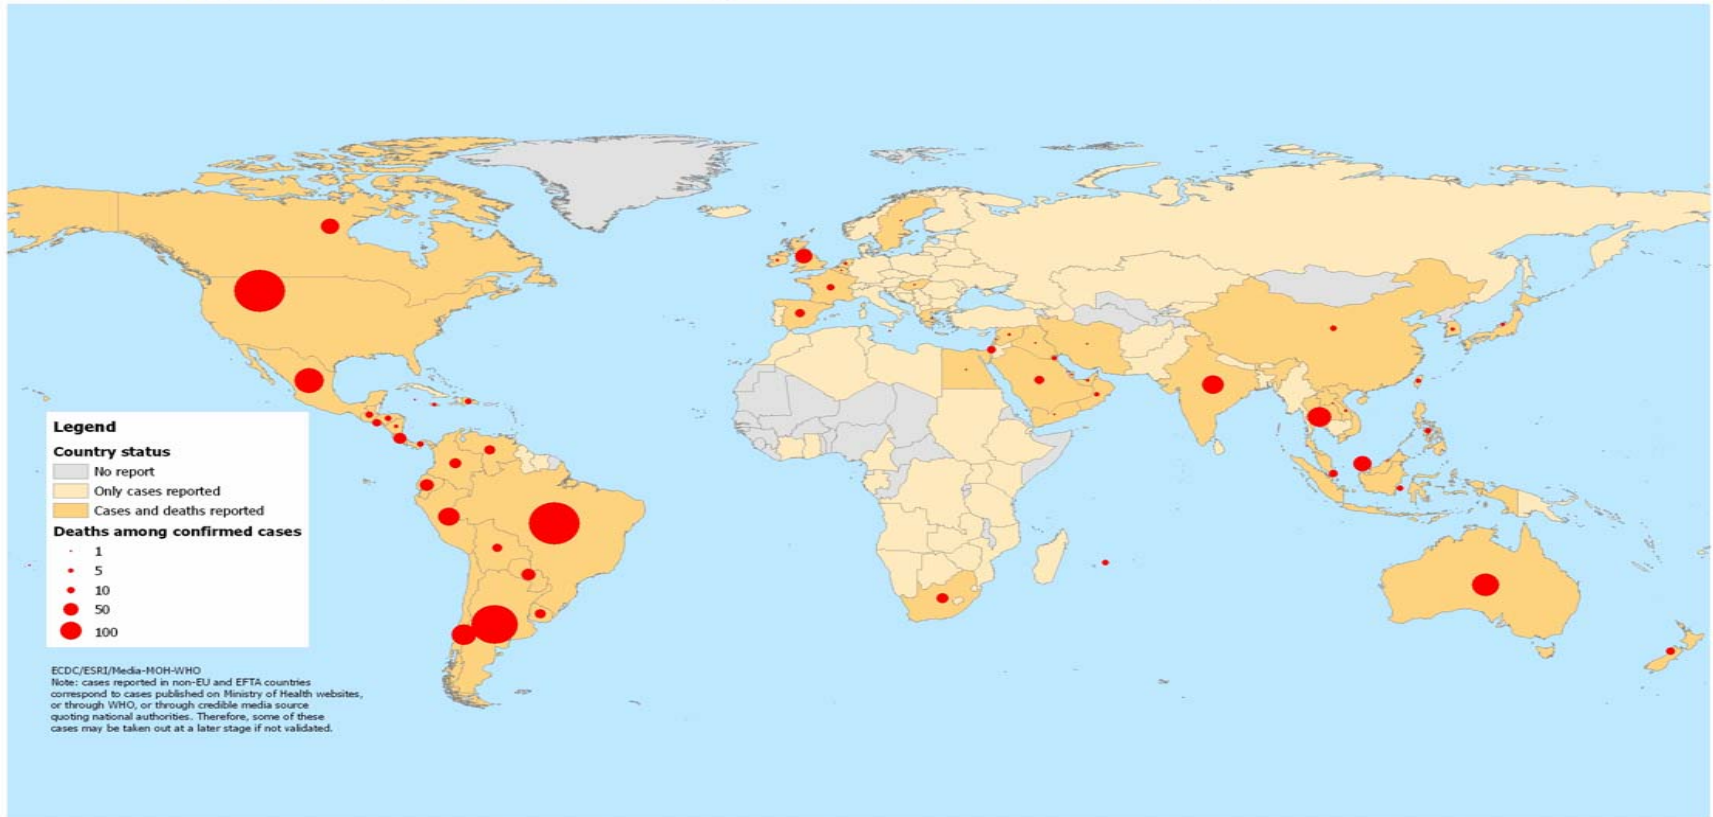 Legend
Country status
No report
Only cases reported
Cases and deaths reported
Deaths among confirmed cases
1
5
10
50
100
ECDC/ESRI/Media-MOH-WHO
Note: cases reported in non-EU and EFTA countries
correspond to cases published on Ministry of Health websites,
or through WHO, or through credible media source
quoting national authorities. Therefore, some of these
cases may be taken out at a later stage if not validated.